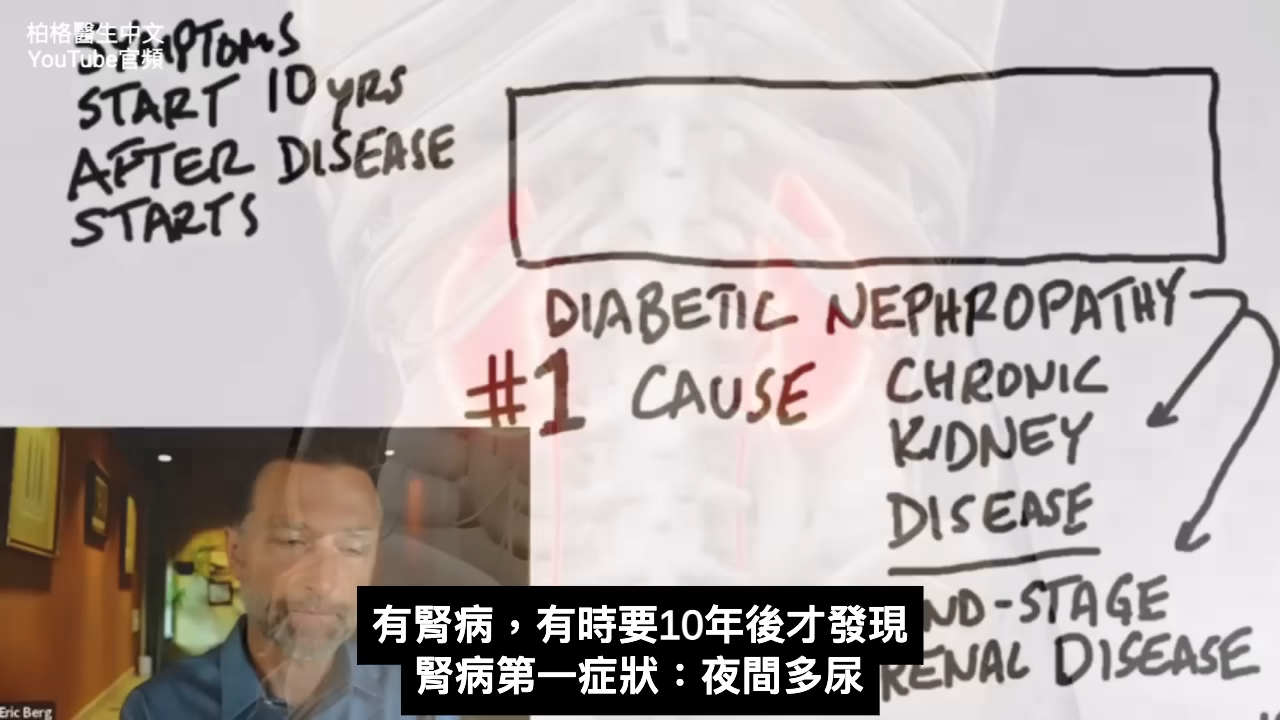 柏格醫生中文
YouTube官頻
SYMPTOMS
START 10 yRS
AFTER DISEASE
STARTS
DIABETIC NEPHROPATHY
#1 CAUSE
CHRONIC
KIDNEY
DISEASE
END-STAGE
RENAL DISEASE
有腎病，有時要10年後才發現
腎病第一症狀：夜間多尿
Eric Berg